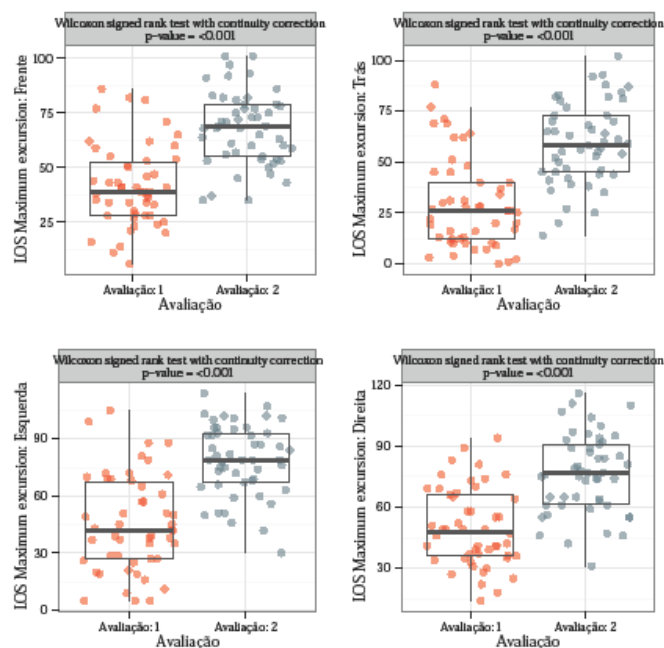 Wilcoxon signed rank test with continuity correction
p-value = <0.001
LOS Maximum excursion: Frente
100
75
50
25
Avaliação: 1
Avaliação: 2
Avaliação
Wilcoxon signed rank test with continuity correction
p-value = <0.001
LOS Maximum excursion: Trás
100
75
50
25
0
Avaliação: 1
Avaliação: 2
Avaliação
Wilcoxon signed rank test with continuity correction
p-value = <0.001
LOS Maximum excursion: Esquerda
90
60
30
0
Avaliação: 1
Avaliação: 2
Avaliação
Wilcoxon signed rank test with continuity correction
p-value = <0.001
LOS Maximum excursion: Direita
120
90
60
30
Avaliação: 1
Avaliação: 2
Avaliação